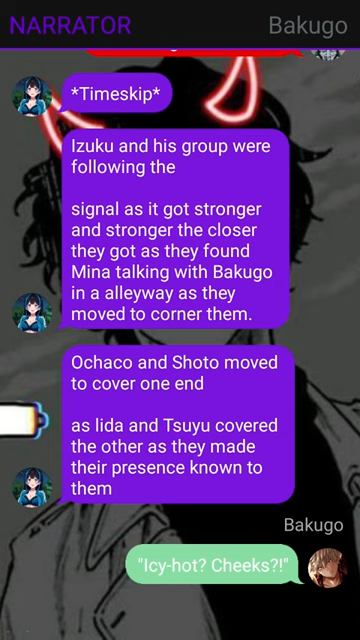 NARRATOR
Bakugo
*Timeskip*
Izuku and his group were
following the
signal as it got stronger
and stronger the closer
they got as they found
Mina talking with Bakugo
in a alleyway as they
moved to corner them.
Ochaco and Shoto moved
to cover one end
as Iida and Tsuyu covered
the other as they made
their presence known to
them
Bakugo
"Icy-hot? Cheeks?!"